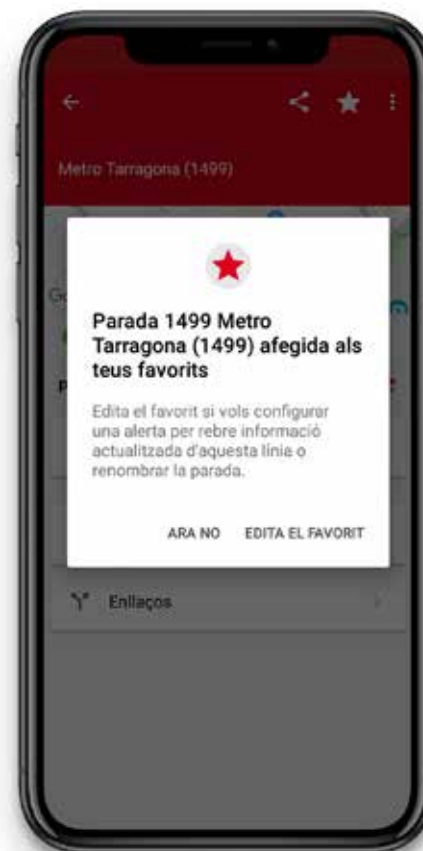 Metro Tarragona (1499)
Parada 1499 Metro
Tarragona (1499) afegida als
teus favorits
Edita el favorit si vols configurar
una alerta per rebre informació
actualitzada d'aquesta línia o
renombrar la parada.
ARA NO EDITA EL FAVORIT
Enllaços